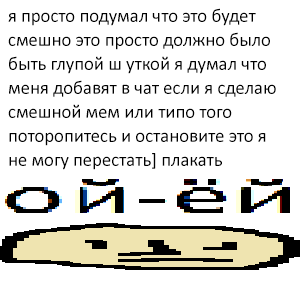 я просто подумал что это будет
смешно это просто должно было
быть глупой ш уткой я думал что
меня добавят в чат если я сделаю
смешной мем или типо того
поторопитесь и остановите это я
не могу перестать] плакать
ой-ёй